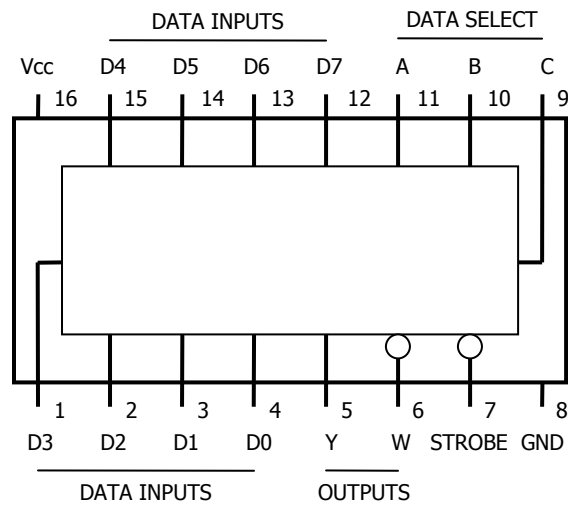 DATA INPUTS DATA SELECT
Vcc D4 D5 D6 D7 A B C
16 15 14 13 12 11 10 9
1 2 3 4 5 6 7 8
D3 D2 D1 D0 Y W STROBE GND
DATA INPUTS OUTPUTS